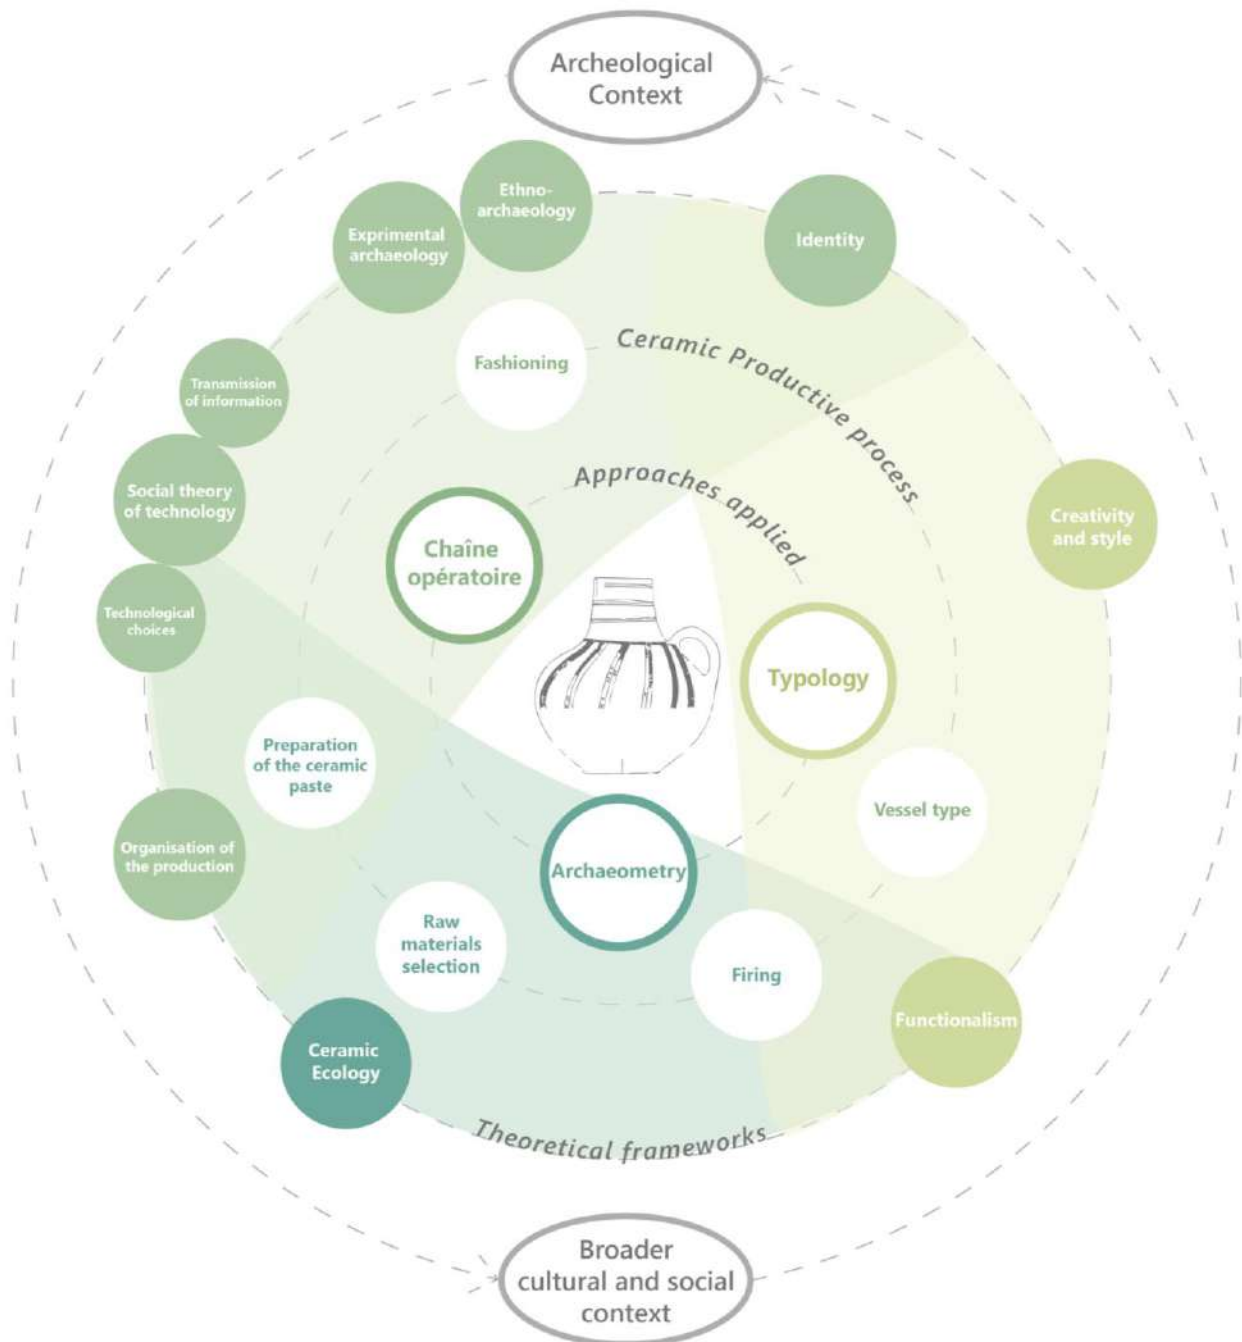 Archeological
Context
Ethno-
archaeology
Exprimental
archaeology
Identity
Ceramic Productive process
Fashioning
Transmission
of information
Approaches applied
Social theory
of technology
Creativity
and style
Chaîne
opératoire
Technological
choices
Typology
Preparation
of the ceramic
paste
Vessel type
Organisation of
the production
Archaeometry
Raw
materials
selection
Firing
Functionalism
Ceramic
Ecology
Theoretical frameworks
Broader
cultural and social
context